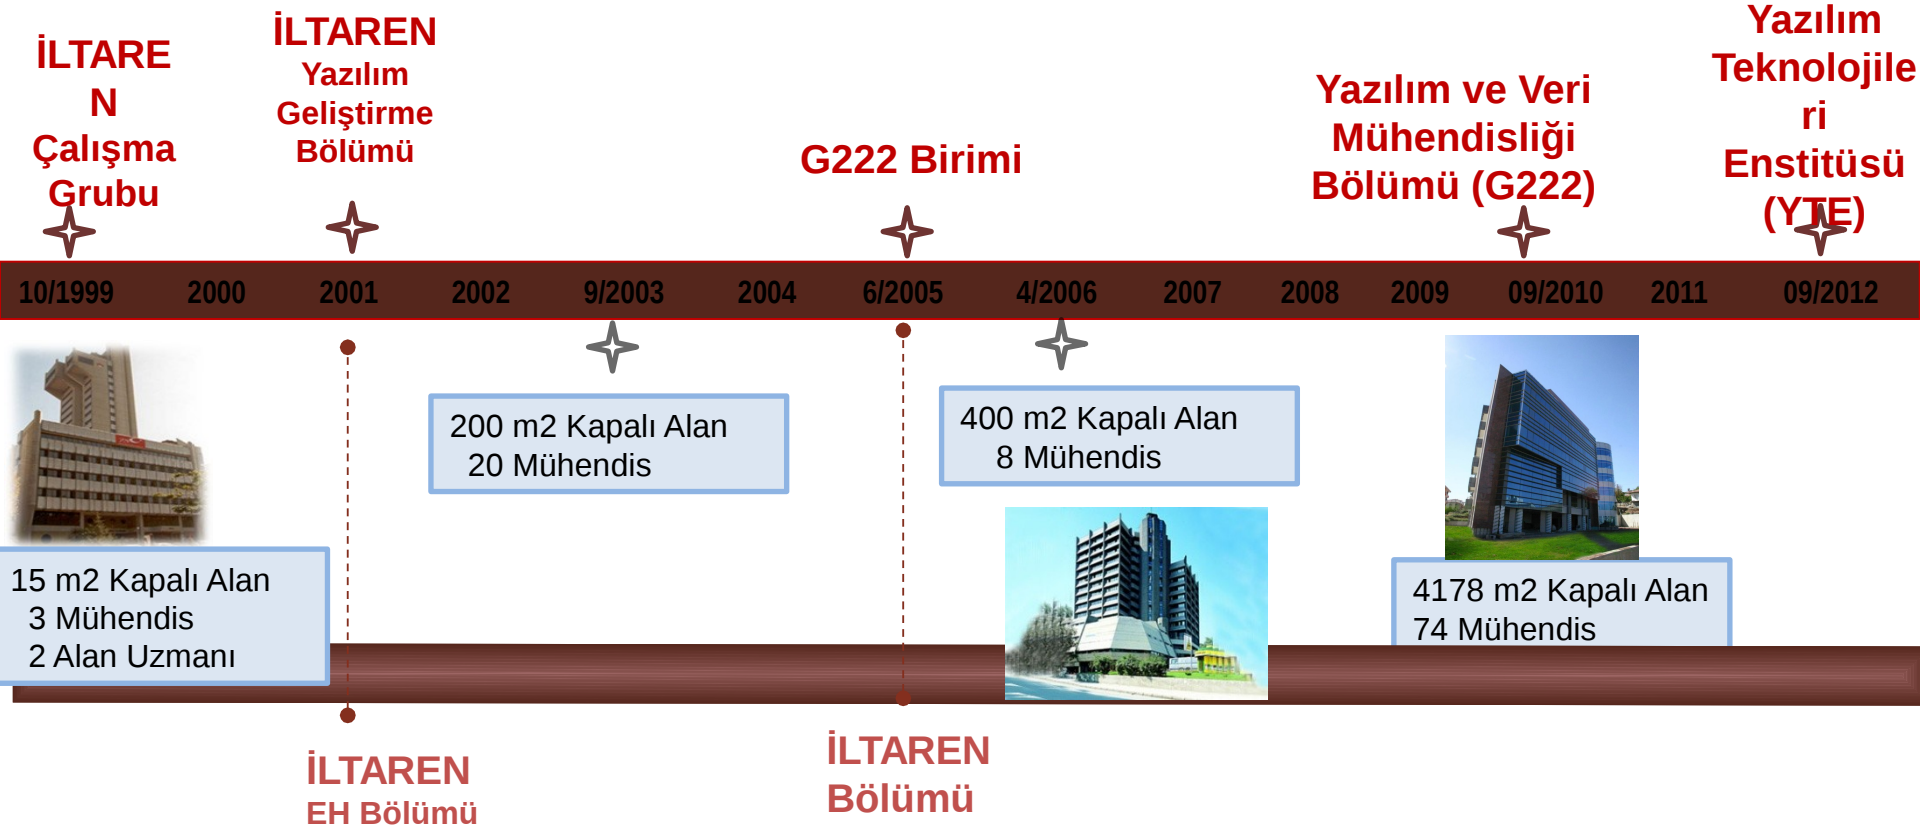 İLTARE
N
Çalışma
Grubu
İLTAREN
Yazılım
Geliştirme
Bölümü
G222 Birimi
Yazılım ve Veri
Mühendisliği
Bölümü (G222)
Yazılım
Teknolojile
ri
Enstitüsü
(YTE)
10/1999 2000 2001 2002 9/2003 2004 6/2005 4/2006 2007 2008 2009 09/2010 2011 09/2012
200 m2 Kapalı Alan
20 Mühendis
400 m2 Kapalı Alan
8 Mühendis
15 m2 Kapalı Alan
3 Mühendis
2 Alan Uzmanı
4178 m2 Kapalı Alan
74 Mühendis
İLTAREN
EH Bölümü
İLTAREN
Bölümü